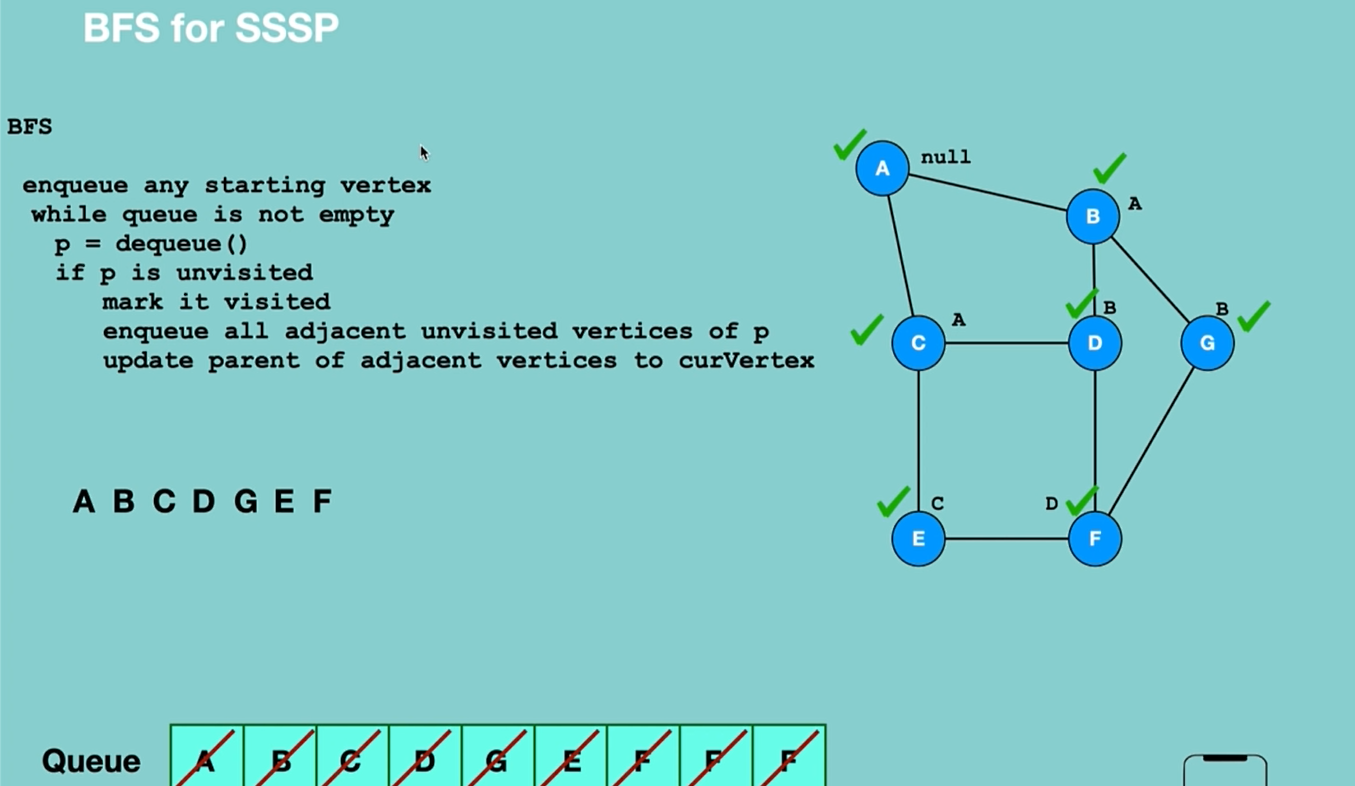 BFS for SSSP
BFS
enqueue any starting vertex
while queue is not empty
p = dequeue()
if p is unvisited
mark it visited
enqueue all adjacent unvisited vertices of p
update parent of adjacent vertices to curVertex
A B C D G E F
A null
B A
C A
D B
G B
E C
D F
Queue A B C D G E F F F